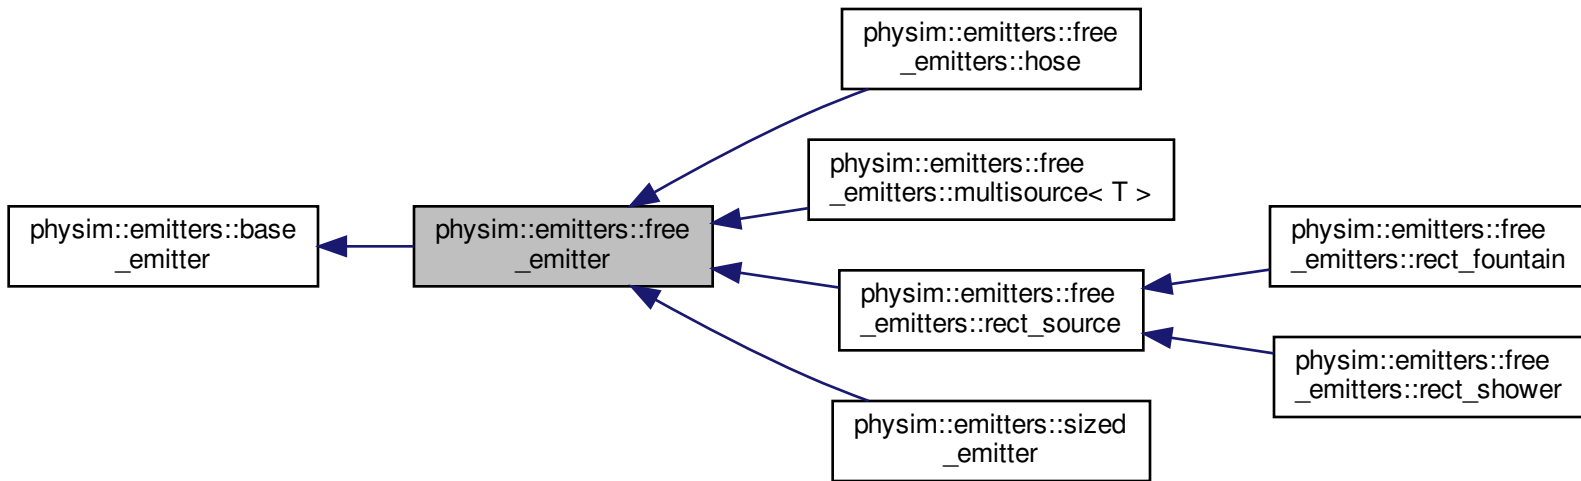 physim::emitters::base
_emitter
physim::emitters::free
_emitter
physim::emitters::free
_emitters::hose
physim::emitters::free
_emitters::multisource< T >
physim::emitters::free
_emitters::rect_source
physim::emitters::sized
_emitter
physim::emitters::free
_emitters::rect_fountain
physim::emitters::free
_emitters::rect_shower